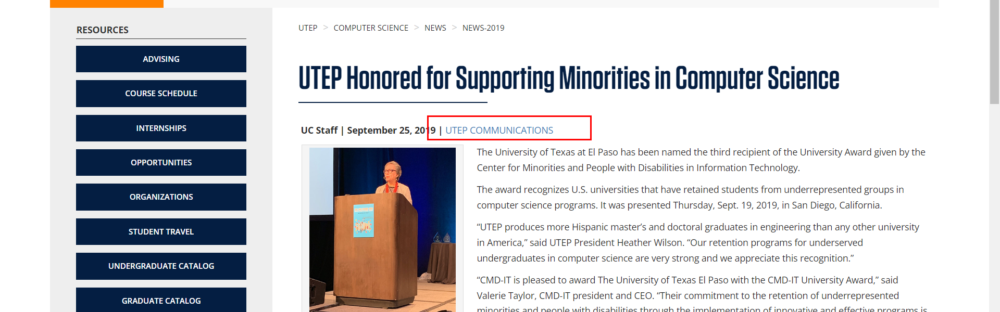 RESOURCES
ADVISING
COURSE SCHEDULE
INTERNSHIPS
OPPORTUNITIES
ORGANIZATIONS
STUDENT TRAVEL
UNDERGRADUATE CATALOG
GRADUATE CATALOG
UTEP > COMPUTER SCIENCE > NEWS > NEWS-2019
UTEP Honored for Supporting Minorities in Computer Science
UC Staff | September 25, 2019 | UTEP COMMUNICATIONS
The University of Texas at El Paso has been named the third recipient of the University Award given by the
Center for Minorities and People with Disabilities in Information Technology.
The award recognizes U.S. universities that have retained students from underrepresented groups in
computer science programs. It was presented Thursday, Sept. 19, 2019, in San Diego, California.
“UTEP produces more Hispanic master’s and doctoral graduates in engineering than any other university
in America,” said UTEP President Heather Wilson. “Our retention programs for underserved
undergraduates in computer science are very strong and we appreciate this recognition.”
“CMD-IT is pleased to award The University of Texas El Paso with the CMD-IT University Award,” said
Valerie Taylor, CMD-IT president and CEO. “Their commitment to the retention of underrepresented
minorities and people with disabilities through the implementation of innovative and effective programs is